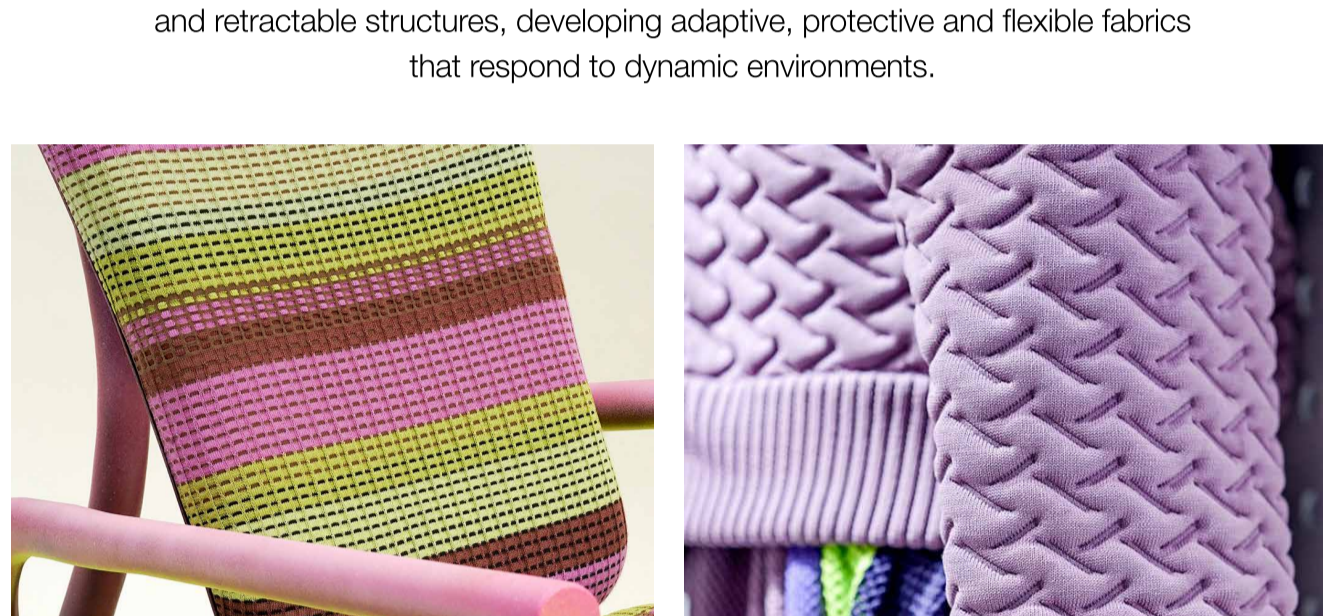 and retractable structures, developing adaptive, protective and flexible fabrics
that respond to dynamic environments.